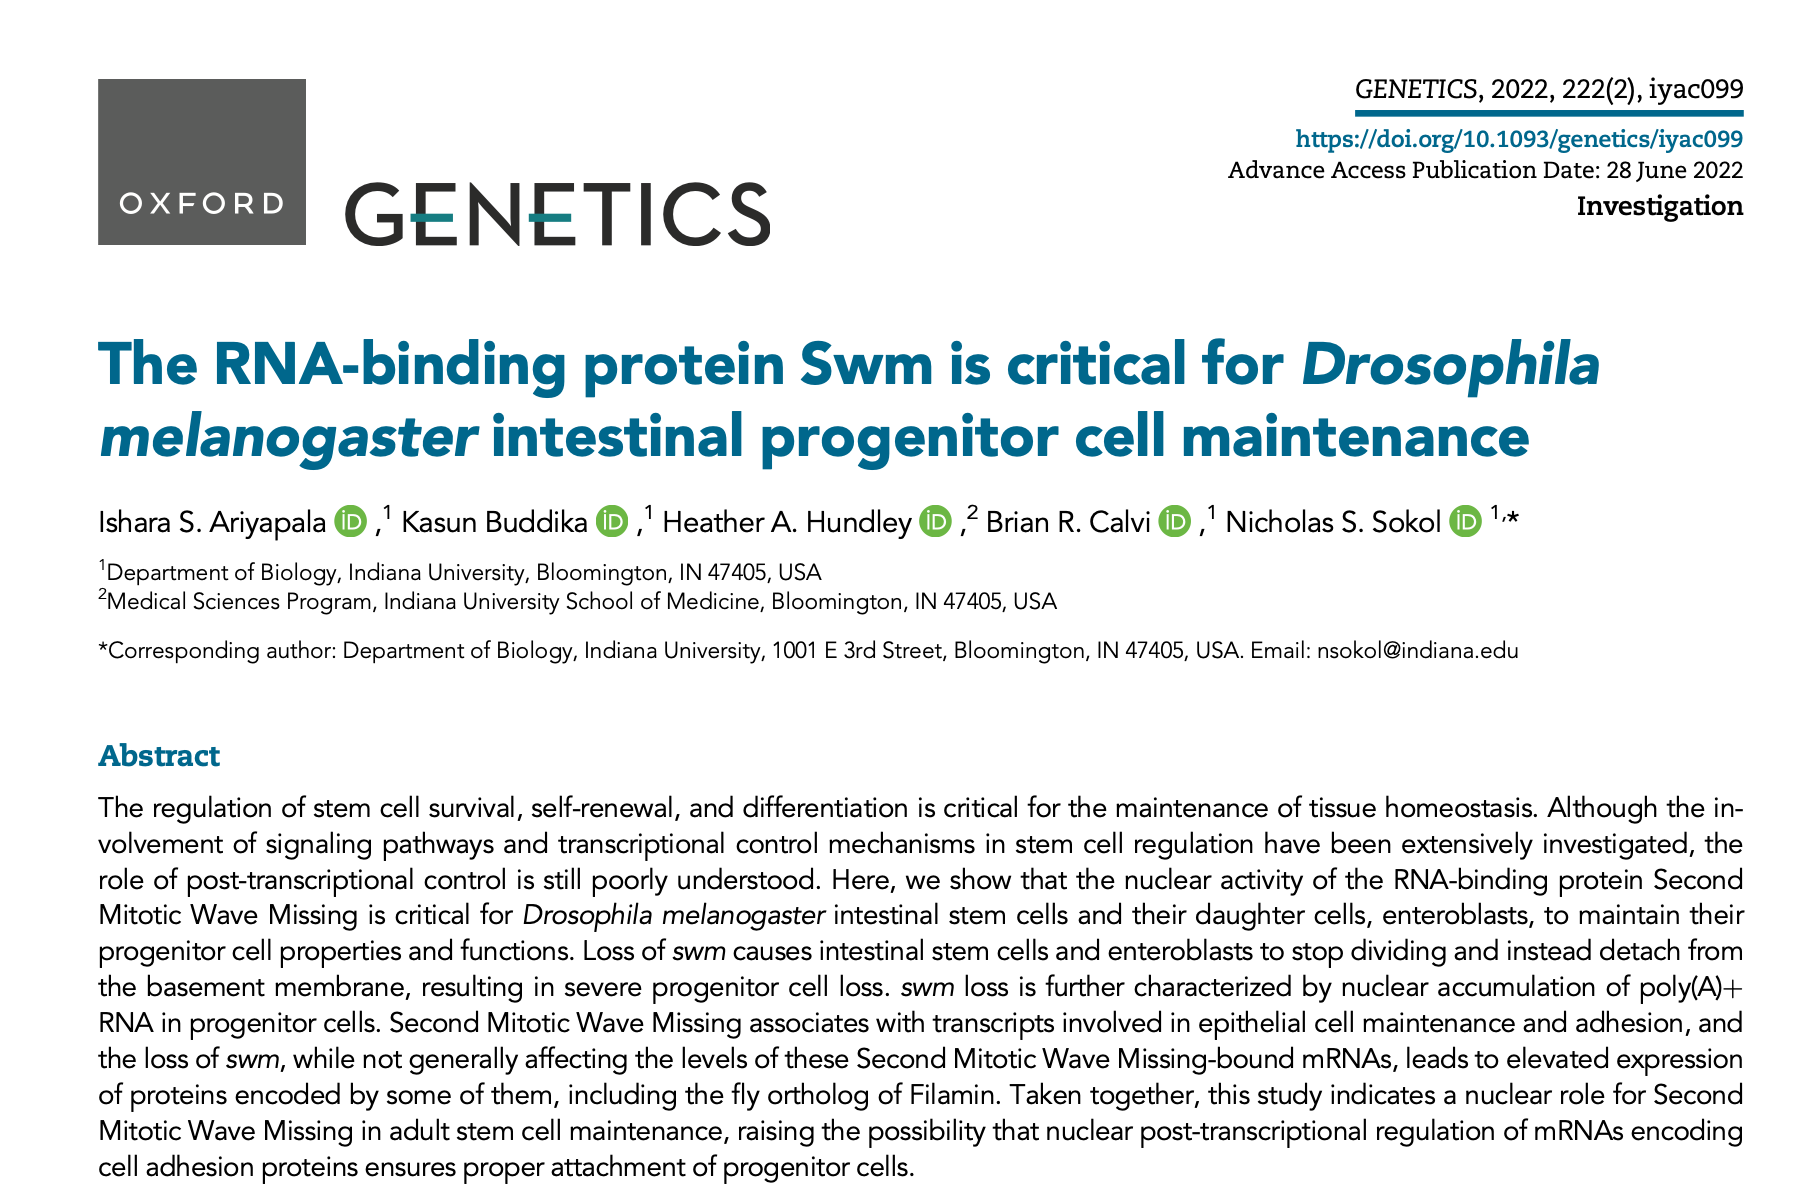 OXFORD
GENETICS
GENETICS, 2022, 222(2), iyac099
https://doi.org/10.1093/genetics/iyac099
Advance Access Publication Date: 28 June 2022
Investigation
The RNA-binding protein Swm is critical for Drosophila
melanogaster intestinal progenitor cell maintenance
Ishara S. Ariyapala iD ,1 Kasun Buddika iD ,1 Heather A. Hundley iD ,2 Brian R. Calvi iD ,1 Nicholas S. Sokol iD 1,*
1Department of Biology, Indiana University, Bloomington, IN 47405, USA
2Medical Sciences Program, Indiana University School of Medicine, Bloomington, IN 47405, USA
*Corresponding author: Department of Biology, Indiana University, 1001 E 3rd Street, Bloomington, IN 47405, USA. Email: nsokol@indiana.edu
Abstract
The regulation of stem cell survival, self-renewal, and differentiation is critical for the maintenance of tissue homeostasis. Although the in-
volvement of signaling pathways and transcriptional control mechanisms in stem cell regulation have been extensively investigated, the
role of post-transcriptional control is still poorly understood. Here, we show that the nuclear activity of the RNA-binding protein Second
Mitotic Wave Missing is critical for Drosophila melanogaster intestinal stem cells and their daughter cells, enteroblasts, to maintain their
progenitor cell properties and functions. Loss of swm causes intestinal stem cells and enteroblasts to stop dividing and instead detach from
the basement membrane, resulting in severe progenitor cell loss. swm loss is further characterized by nuclear accumulation of poly(A)+
RNA in progenitor cells. Second Mitotic Wave Missing associates with transcripts involved in epithelial cell maintenance and adhesion, and
the loss of swm, while not generally affecting the levels of these Second Mitotic Wave Missing-bound mRNAs, leads to elevated expression
of proteins encoded by some of them, including the fly ortholog of Filamin. Taken together, this study indicates a nuclear role for Second
Mitotic Wave Missing in adult stem cell maintenance, raising the possibility that nuclear post-transcriptional regulation of mRNAs encoding
cell adhesion proteins ensures proper attachment of progenitor cells.